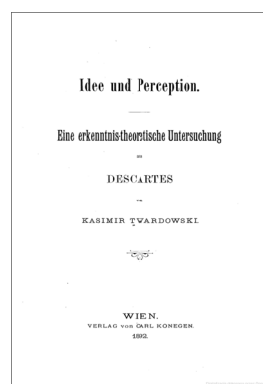 Idee und Perception.
Eine erkenntnis-theoretische Untersuchung
aus
DESCARTES
von
KASIMIR TWARDOWSKI.
WIEN.
VERLAG von CARL KONEGEN.
1892.